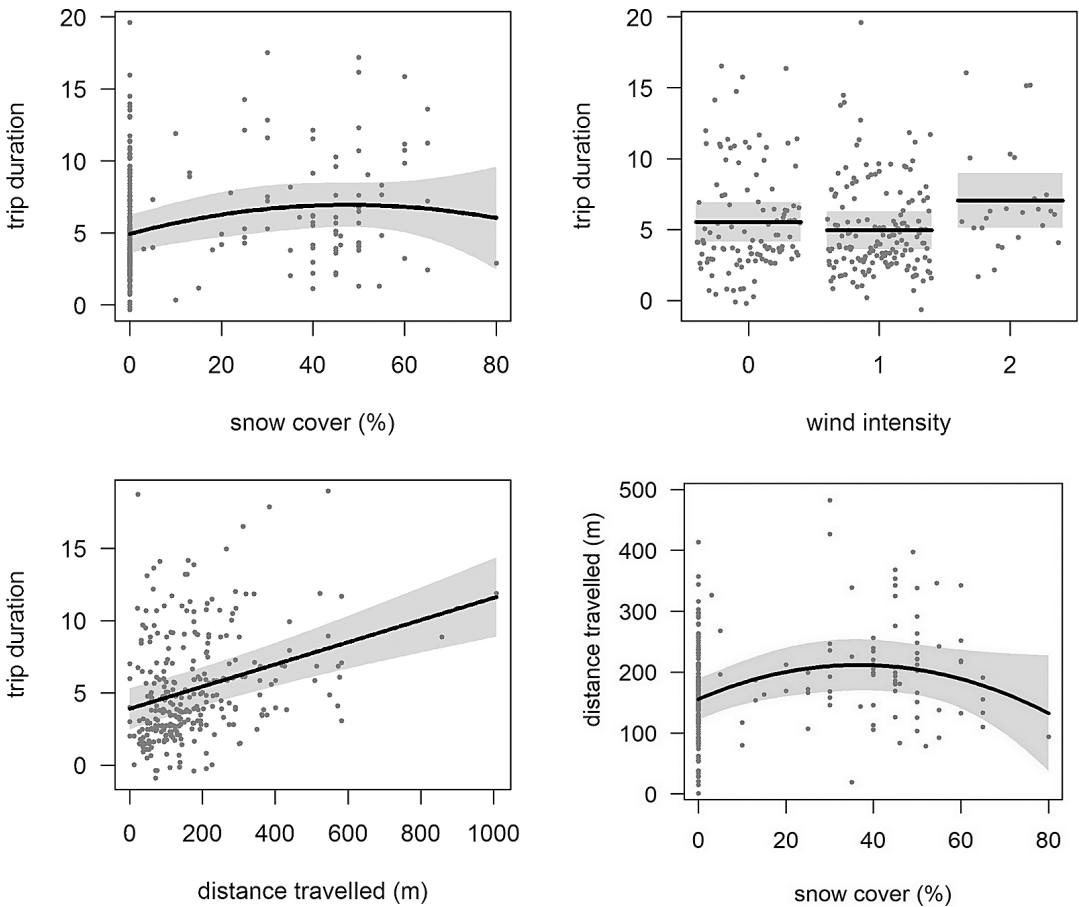 trip duration
20
15
10
5
0
0 20 40 60 80
snow cover (%)
trip duration
20
15
10
5
0
0 1 2
wind intensity
trip duration
15
10
5
0
0 200 400 600 800 1000
distance travelled (m)
distance travelled (m)
500
400
300
200
100
0
0 20 40 60 80
snow cover (%)